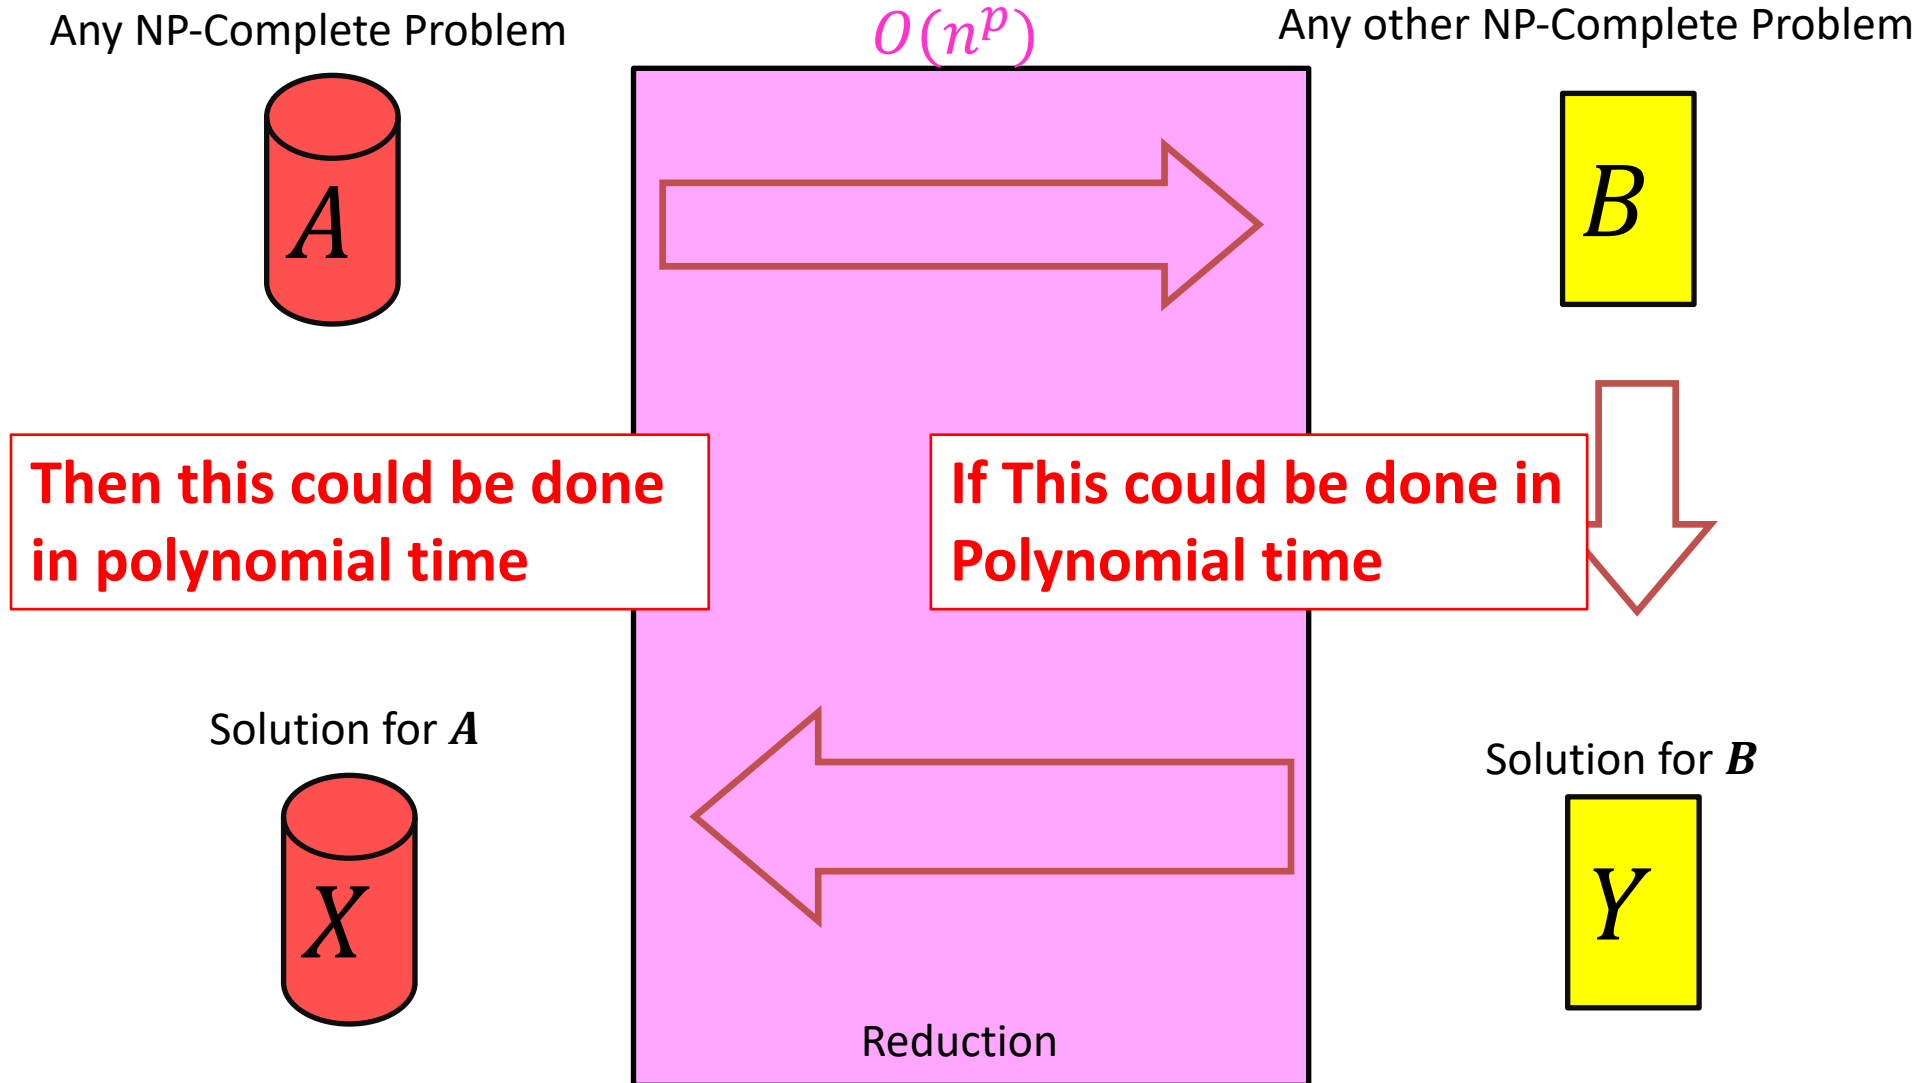 Any NP-Complete Problem
O(n^p)
Any other NP-Complete Problem
A
B
Then this could be done
in polynomial time
If This could be done in
Polynomial time
Solution for A
Solution for B
X
Y
Reduction